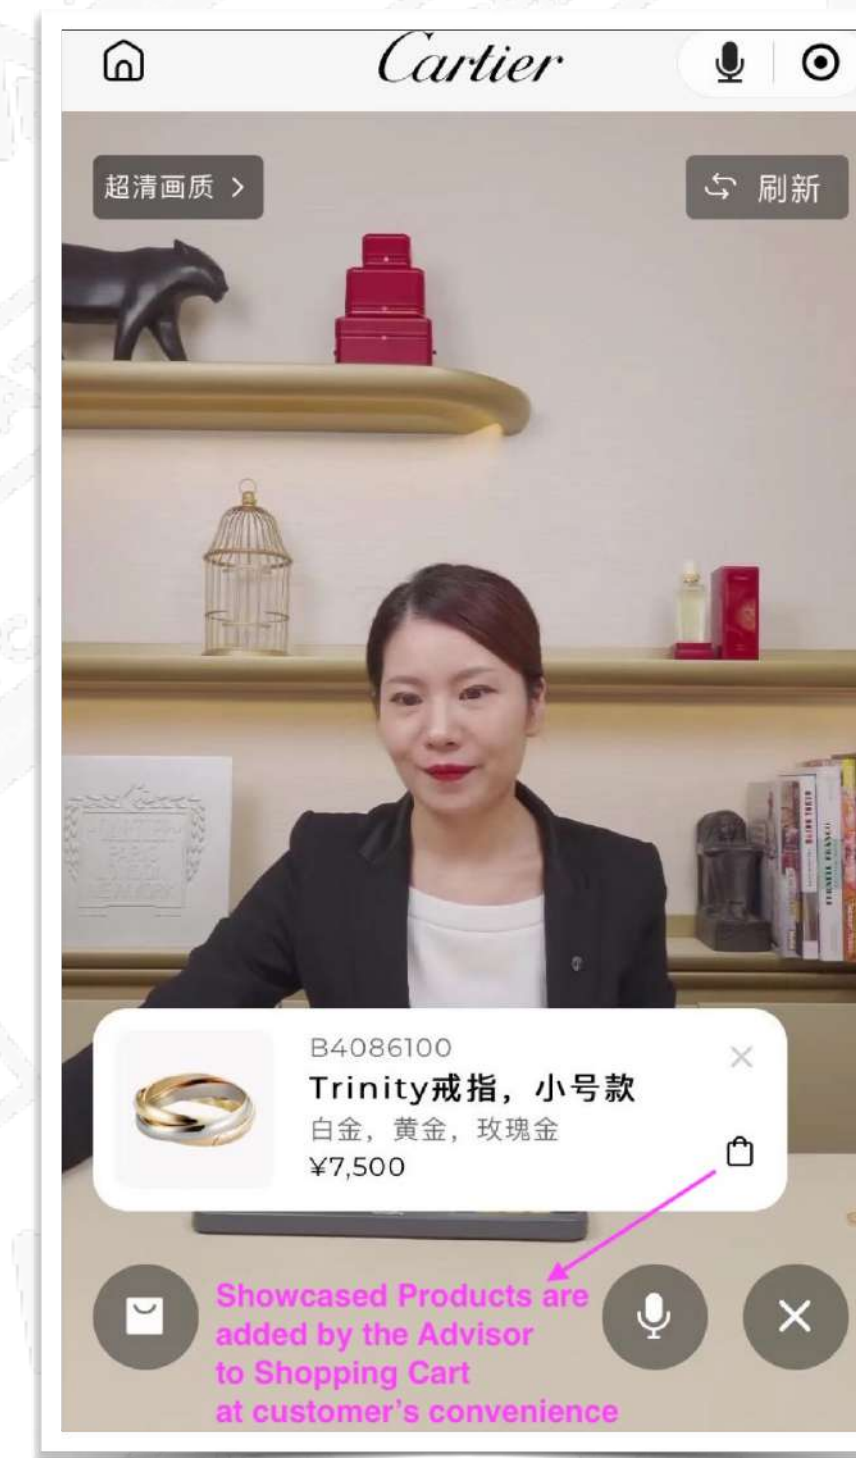 Cartier
超清画质
刷新
B4086100
Trinity戒指，小号款
白金，黄金，玫瑰金
¥7,500
Showcased Products are
added by the Advisor
to Shopping Cart
at customer's convenience